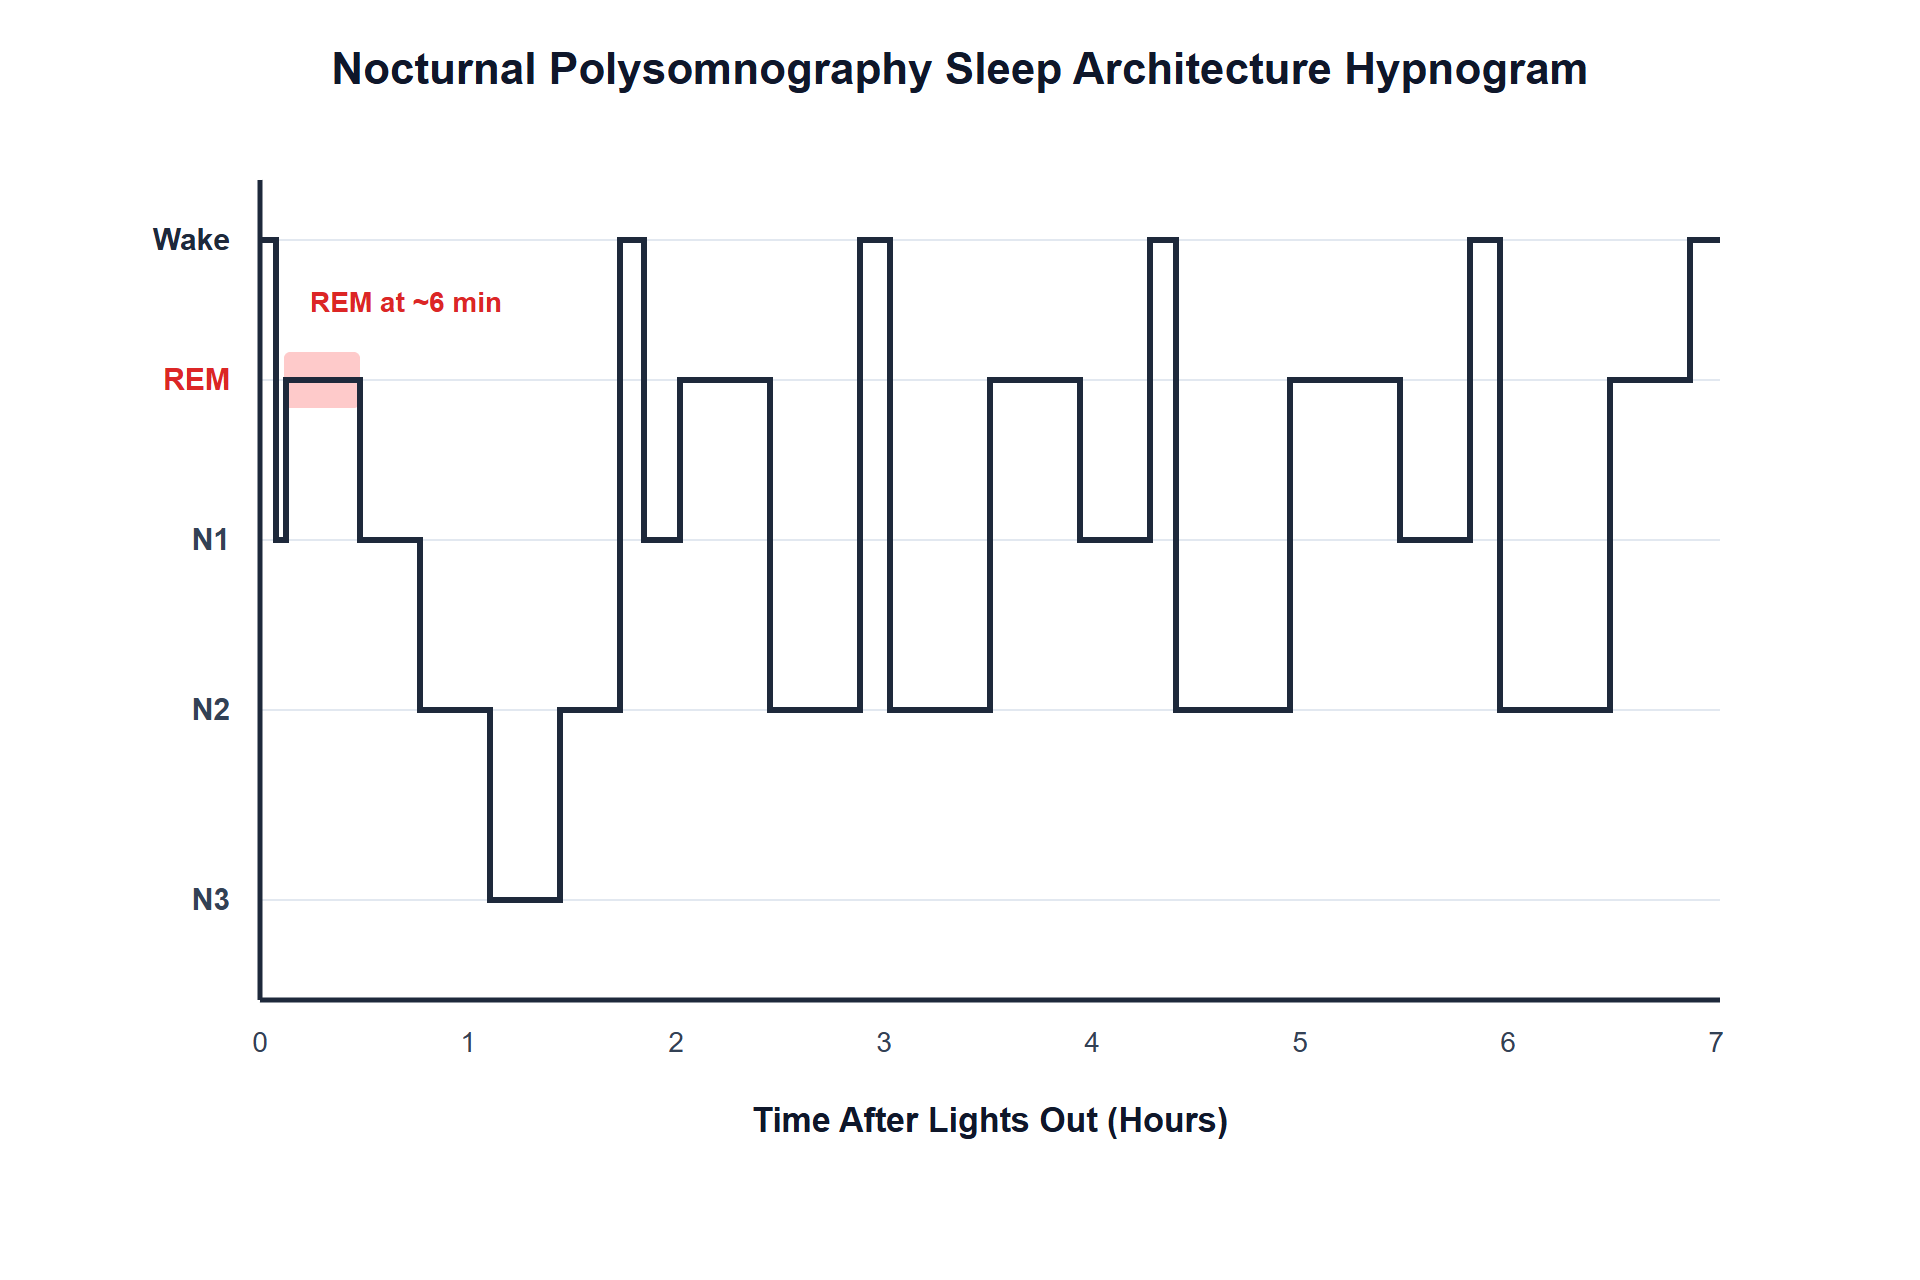 Nocturnal Polysomnography Sleep Architecture Hypnogram
Wake
REM at ~6 min
REM
N1
N2
N3
0 1 2 3 4 5 6 7
Time After Lights Out (Hours)